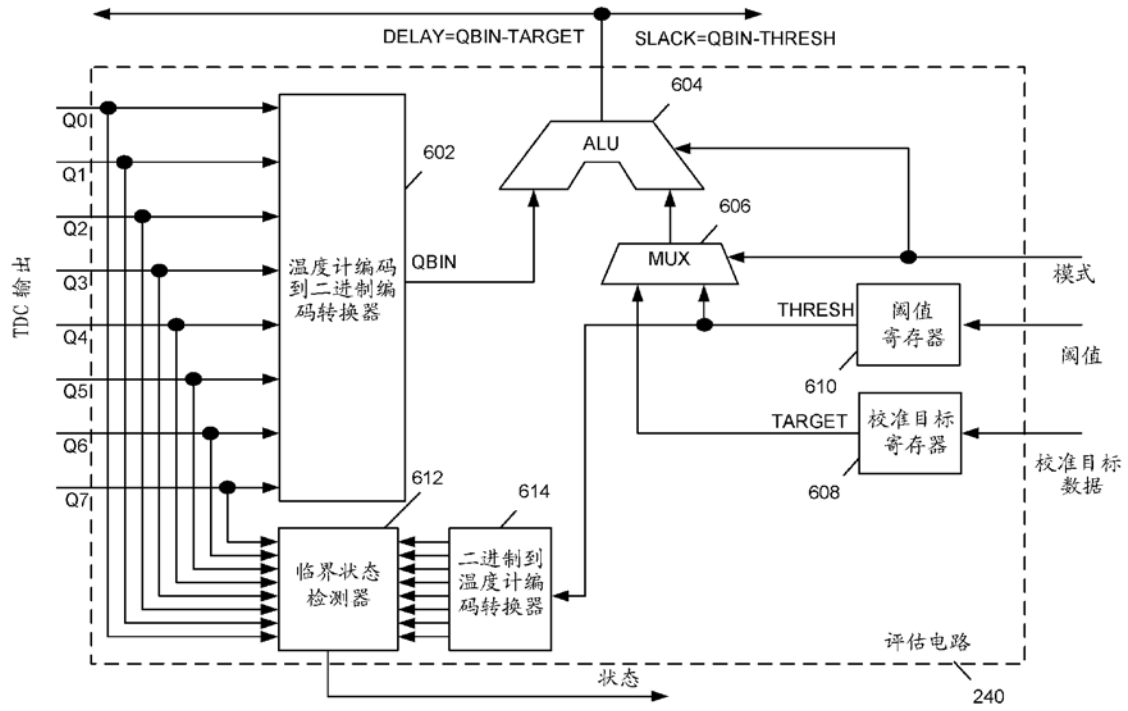 DELAY=QBIN-TARGET
SLACK=QBIN-THRESH
604
ALU
Q0
602
Q1
606
Q2
MUX
温度计编码
到二进制编
码转换器
QBIN
Q3
模式
TDC 输出
THRESH
阈值
寄存器
Q4
阈值
610
Q5
TARGET
校准目标
寄存器
Q6
校准目标
数据
608
Q7
612
614
临界状态
检测器
二进制到
温度计编
码转换器
评估电路
状态
240